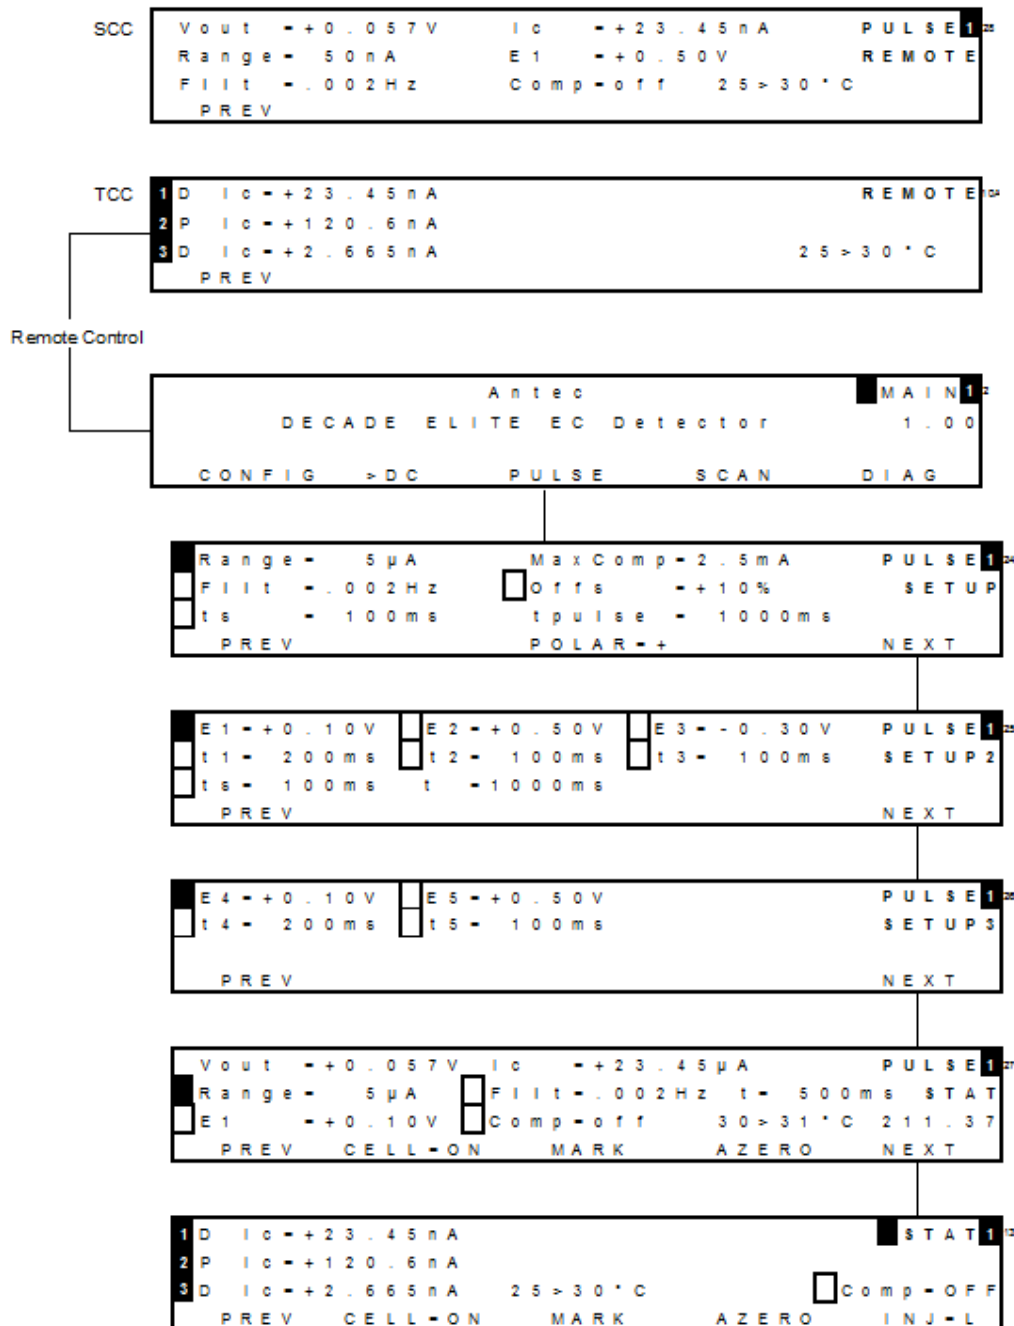 SCC
Vout =+0.057V Ic =+23.45nA PULSE1 28
Range= 50nA E1 =+0.50V REMOTE
Filt =.002Hz Comp=off 25>30°C
PREV
TCC
1D Ic=+23.45nA REMOTE 10A
2P Ic=+120.6nA
3D Ic=+2.665nA 25>30°C
PREV
Remote Control
Antec MAIN1 2
DECADE ELITE EC Detector 1.00
CONFIG >DC PULSE SCAN DIAG
Range= 5µA MaxComp=2.5mA PULSE1 24
Filt =.002Hz Offs =+10% SETUP
ts = 100ms tpulse = 1000ms
PREV POLAR=+ NEXT
E1=+0.10V E2=+0.50V E3=-0.30V PULSE1 25
t1= 200ms t2= 100ms t3= 100ms SETUP2
ts= 100ms t =1000ms
PREV NEXT
E4=+0.10V E5=+0.50V PULSE1 26
t4= 200ms t5= 100ms SETUP3
PREV NEXT
Vout =+0.057V Ic =+23.45µA PULSE1 27
Range= 5µA Filt=.002Hz t= 500ms STAT
E1 =+0.10V Comp=off 30>31°C 211.37
PREV CELL=ON MARK AZERO NEXT
1D Ic=+23.45nA STAT1 12
2P Ic=+120.6nA
3D Ic=+2.665nA 25>30°C Comp=OFF
PREV CELL=ON MARK AZERO INJ=L